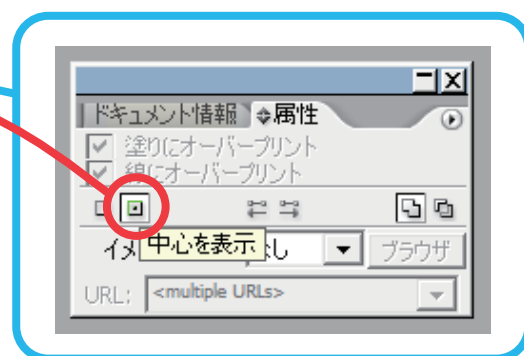 ドキュメント情報 属性
塗りにオーバープリント
線にオーバープリント
中心を表示
イメ なし ブラウザ
URL: <multiple URLs>